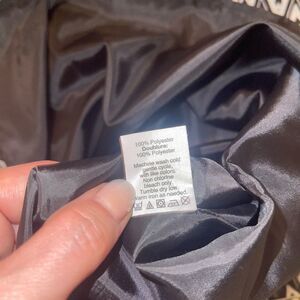 100% Polyester
Doublure:
100% Polyester
Machine wash cold
gentle cycle,
with like colors.
Non chlorine
bleach only.
Tumble dry low
warm iron as needed.